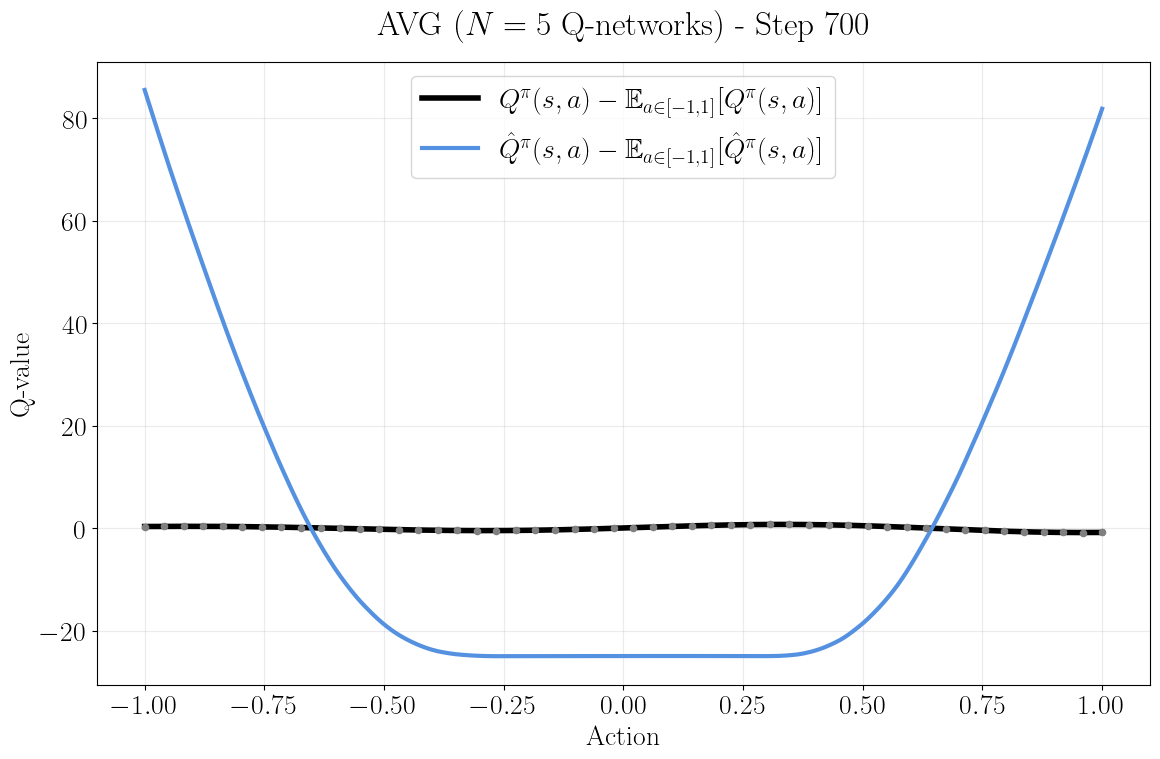 AVG (N = 5 Q-networks) - Step 700
Q^π(s, a) − 𝔼_{a∈[−1,1]}[Q^π(s, a)]
Q̂^π(s, a) − 𝔼_{a∈[−1,1]}[Q̂^π(s, a)]
Q-value
80
60
40
20
0
−20
−1.00 −0.75 −0.50 −0.25 0.00 0.25 0.50 0.75 1.00
Action